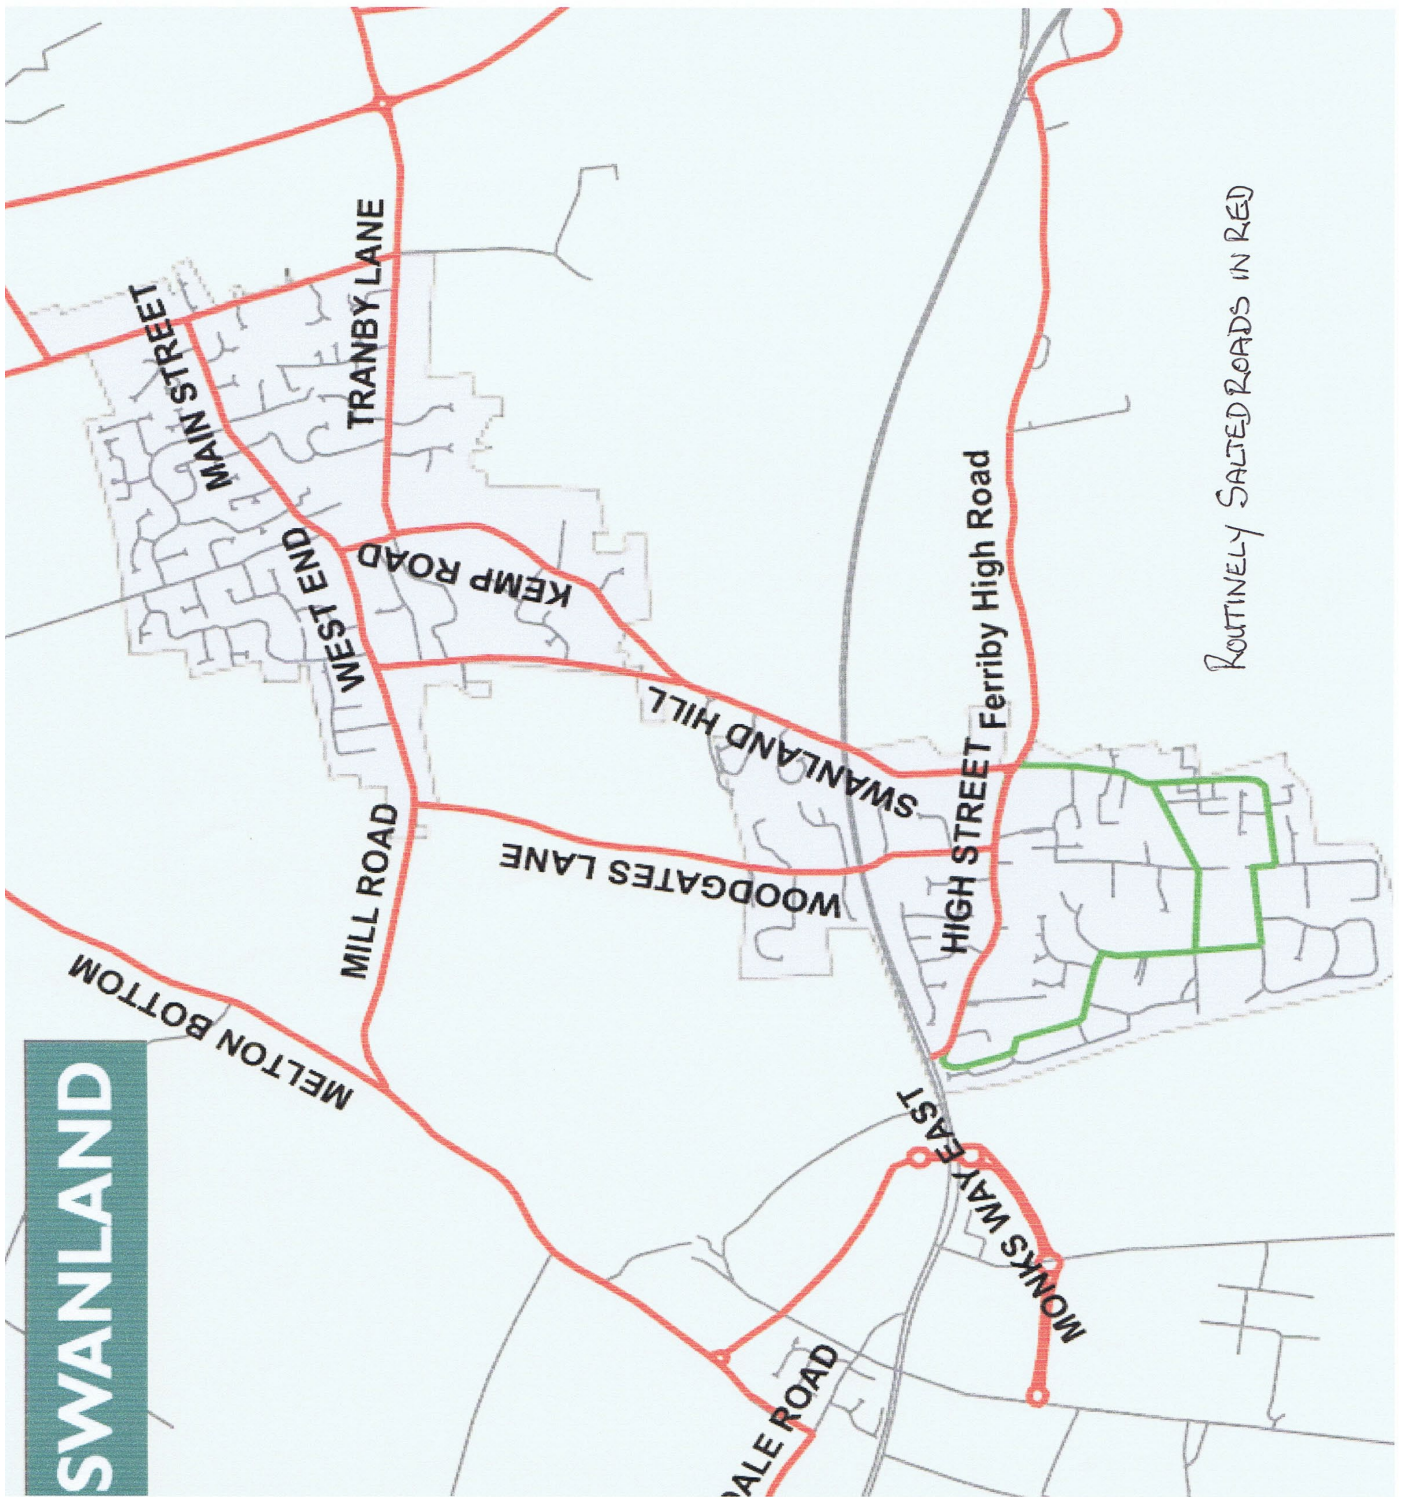 SWANLAND
MAIN STREET
TRANBY LANE
WEST END
KEMP ROAD
MILL ROAD
MELTON BOTTOM
WOODGATES LANE
SWANLAND HILL
HIGH STREET
Ferriby High Road
MONKS WAY EAST
DALE ROAD
ROUTINELY SALTED ROADS IN RED